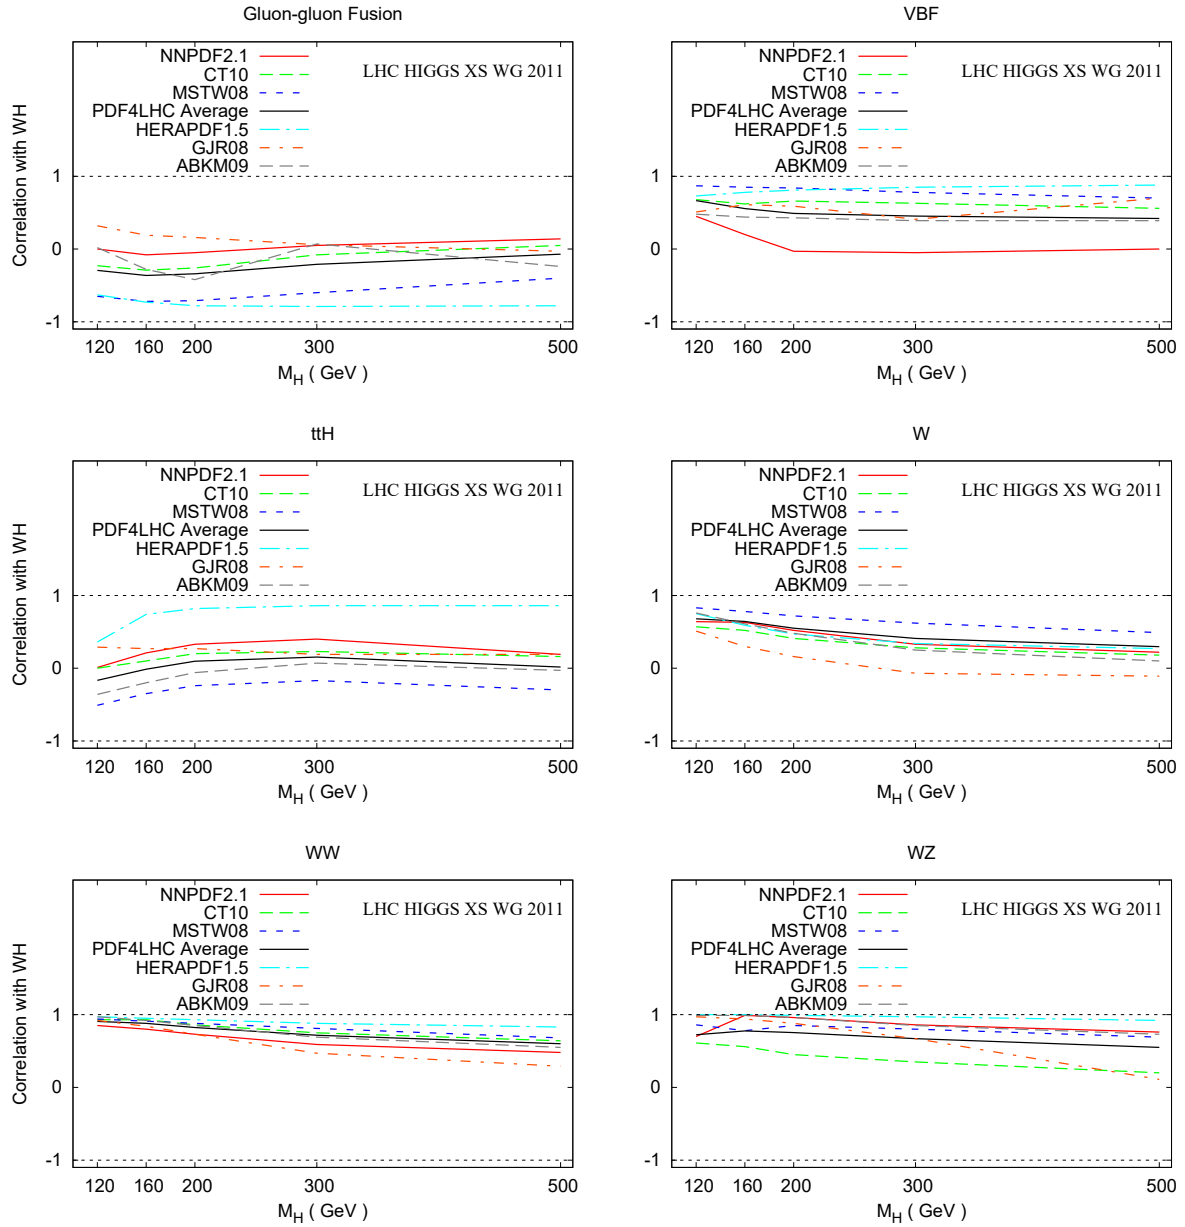 Gluon-gluon Fusion
NNPDF2.1
CT10
MSTW08
PDF4LHC Average
HERAPDF1.5
GJR08
ABKM09
LHC HIGGS XS WG 2011
Correlation with WH
1
0
-1
120 160 200 300 500
M_H ( GeV )
VBF
NNPDF2.1
CT10
MSTW08
PDF4LHC Average
HERAPDF1.5
GJR08
ABKM09
LHC HIGGS XS WG 2011
1
0
-1
120 160 200 300 500
M_H ( GeV )
ttH
NNPDF2.1
CT10
MSTW08
PDF4LHC Average
HERAPDF1.5
GJR08
ABKM09
LHC HIGGS XS WG 2011
Correlation with WH
1
0
-1
120 160 200 300 500
M_H ( GeV )
W
NNPDF2.1
CT10
MSTW08
PDF4LHC Average
HERAPDF1.5
GJR08
ABKM09
LHC HIGGS XS WG 2011
1
0
-1
120 160 200 300 500
M_H ( GeV )
WW
NNPDF2.1
CT10
MSTW08
PDF4LHC Average
HERAPDF1.5
GJR08
ABKM09
LHC HIGGS XS WG 2011
Correlation with WH
1
0
-1
120 160 200 300 500
M_H ( GeV )
WZ
NNPDF2.1
CT10
MSTW08
PDF4LHC Average
HERAPDF1.5
GJR08
ABKM09
LHC HIGGS XS WG 2011
1
0
-1
120 160 200 300 500
M_H ( GeV )